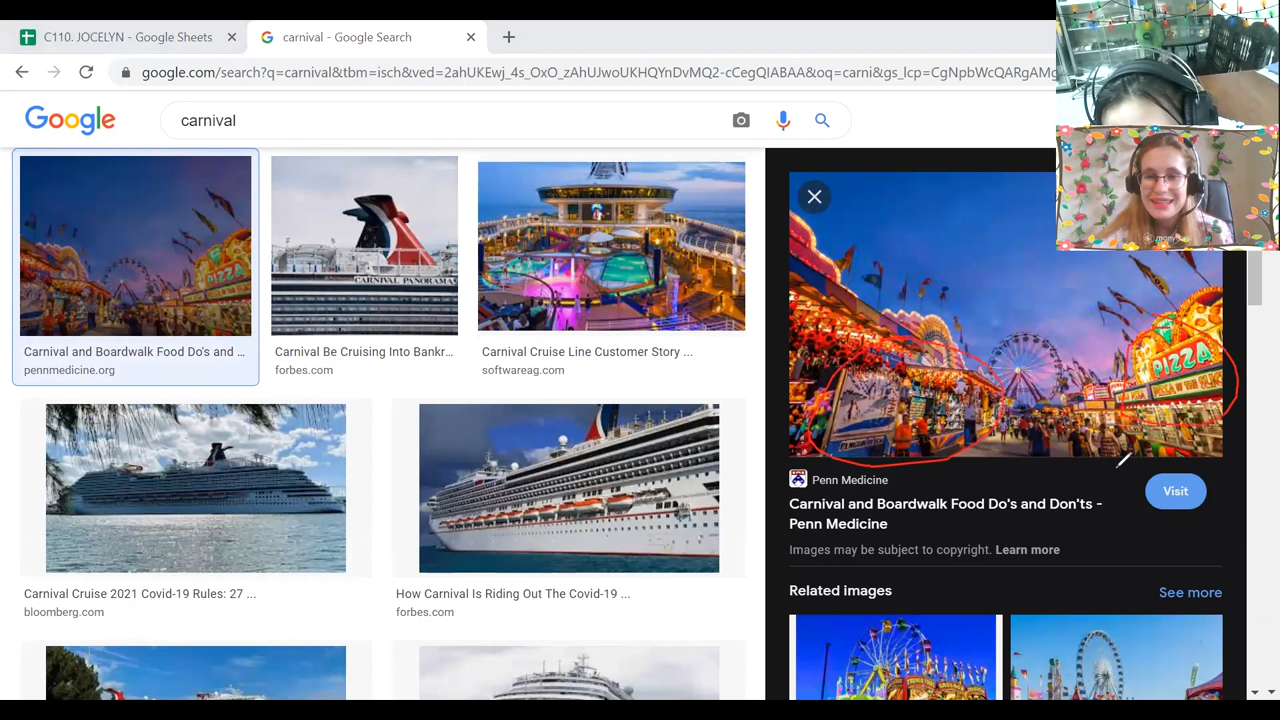 C110. JOCELYN - Google Sheets
carnival - Google Search
google.com/search?q=carnival&tbm=isch&ved=2ahUKEwj_4s_OxO_zAhUJwoUKHQYnDvMQ2-cCegQIABAA&oq=carni&gs_lcp=CgNpbWcQARgAMg
Google
carnival
PIZZA
CARNIVAL PANORAMA
Carnival and Boardwalk Food Do's and ...
pennmedicine.org
Carnival Be Cruising Into Bankr...
forbes.com
Carnival Cruise Line Customer Story ...
softwareag.com
Carnival Cruise 2021 Covid-19 Rules: 27 ...
bloomberg.com
How Carnival Is Riding Out The Covid-19 ...
forbes.com
PIZZA
Penn Medicine
Visit
Carnival and Boardwalk Food Do's and Don'ts -
Penn Medicine
Images may be subject to copyright. Learn more
Related images
See more